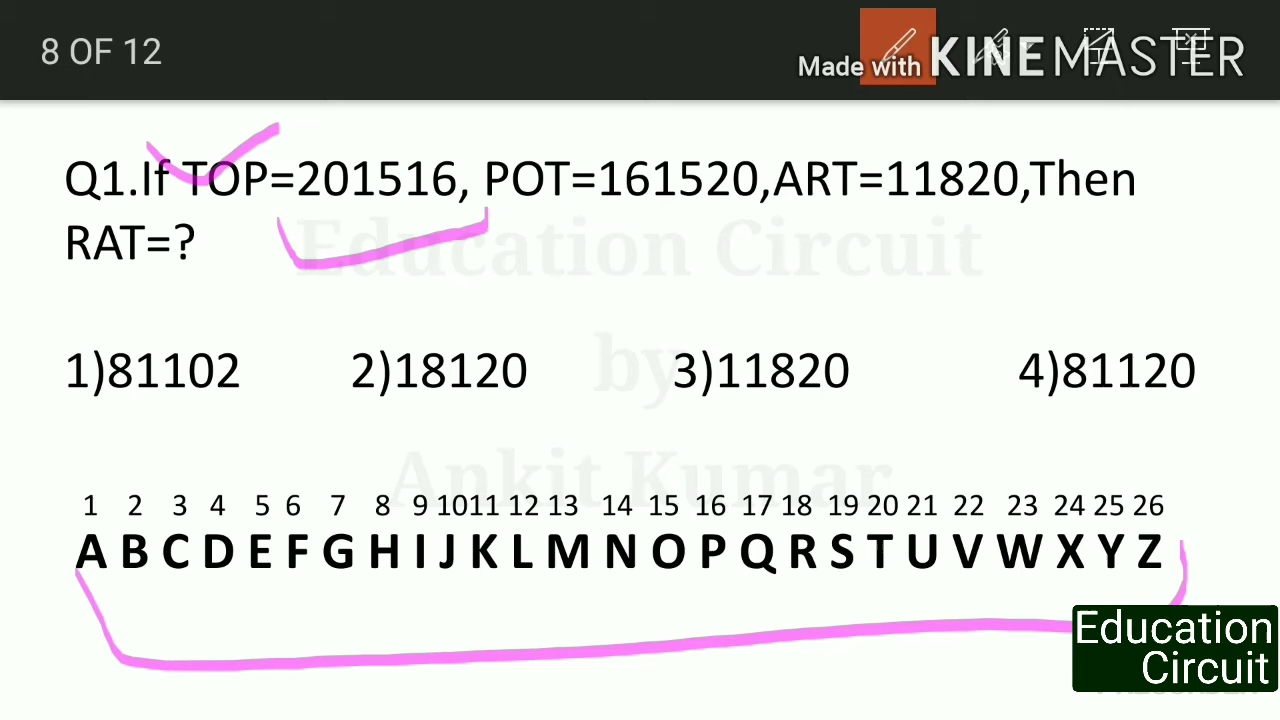 8 OF 12
Made with KINEMASTER
Q1.If TOP=201516, POT=161520,ART=11820,Then
RAT=?
Education Circuit
1)81102 2)18120 3)11820 4)81120
by
Ankit Kumar
1 2 3 4 5 6 7 8 9 10 11 12 13 14 15 16 17 18 19 20 21 22 23 24 25 26
A B C D E F G H I J K L M N O P Q R S T U V W X Y Z
Education
Circuit